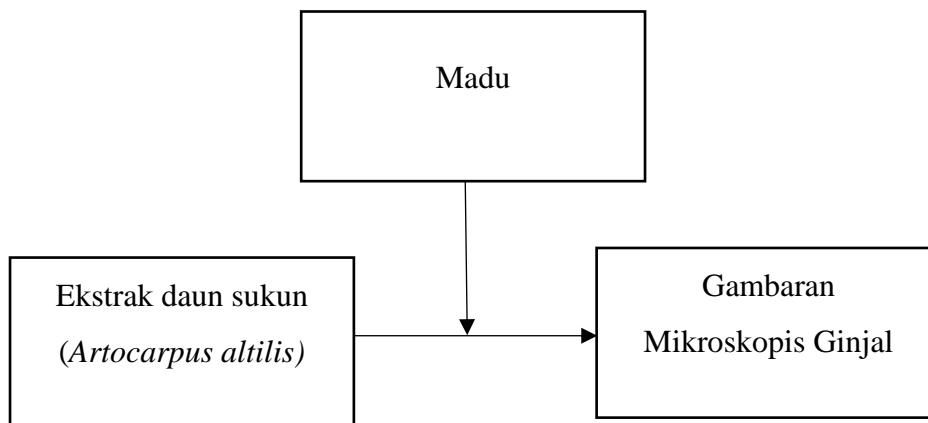 Madu
Ekstrak daun sukun
(Artocarpus altilis)
Gambaran
Mikroskopis Ginjal